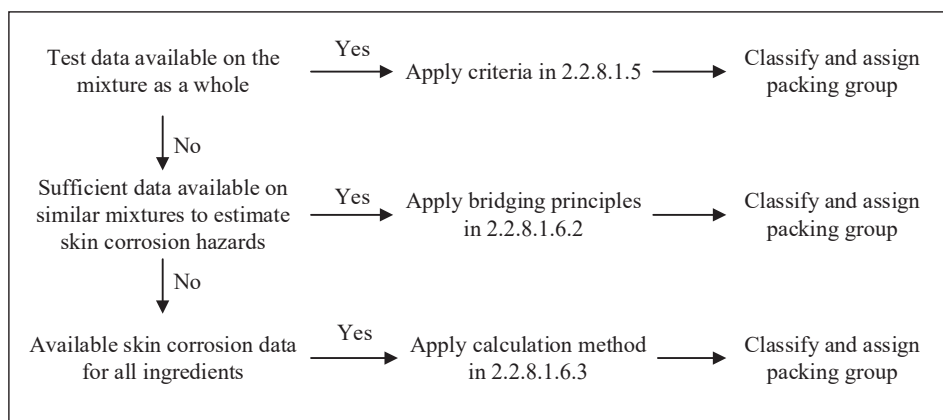 Test data available on the
mixture as a whole
Yes
Apply criteria in 2.2.8.1.5
Classify and assign
packing group
No
Sufficient data available on
similar mixtures to estimate
skin corrosion hazards
Yes
Apply bridging principles
in 2.2.8.1.6.2
Classify and assign
packing group
No
Available skin corrosion data
for all ingredients
Yes
Apply calculation method
in 2.2.8.1.6.3
Classify and assign
packing group